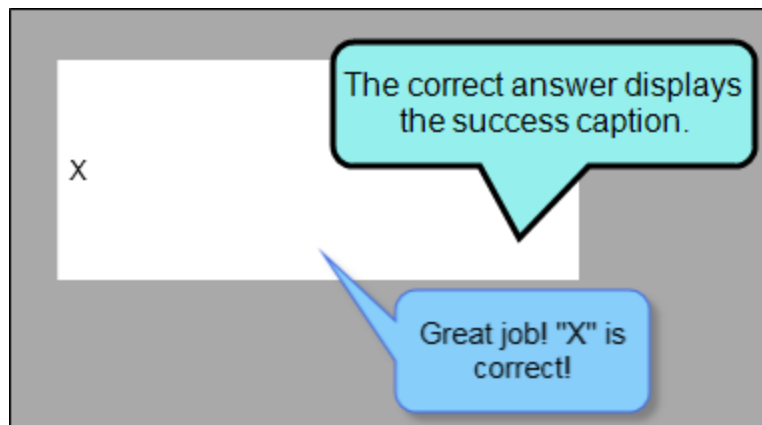 The correct answer displays
the success caption.
X
Great job! "X" is
correct!